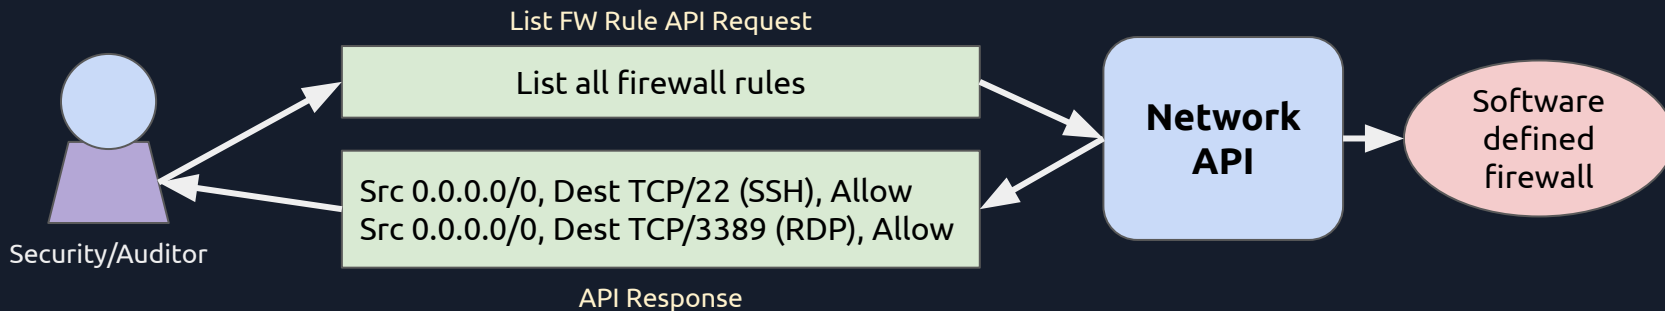 List FW Rule API Request
List all firewall rules
Src 0.0.0.0/0, Dest TCP/22 (SSH), Allow
Src 0.0.0.0/0, Dest TCP/3389 (RDP), Allow
API Response
Security/Auditor
Network
API
Software
defined
firewall